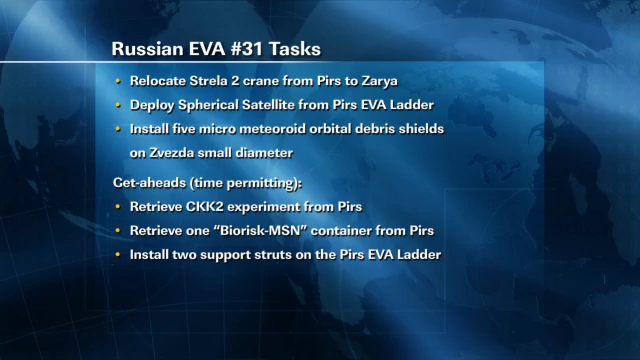 Russian EVA #31 Tasks
• Relocate Strela 2 crane from Pirs to Zarya
• Deploy Spherical Satellite from Pirs EVA Ladder
• Install five micro meteoroid orbital debris shields
on Zvezda small diameter
Get-aheads (time permitting):
• Retrieve CKK2 experiment from Pirs
• Retrieve one “Biorisk-MSN” container from Pirs
• Install two support struts on the Pirs EVA Ladder